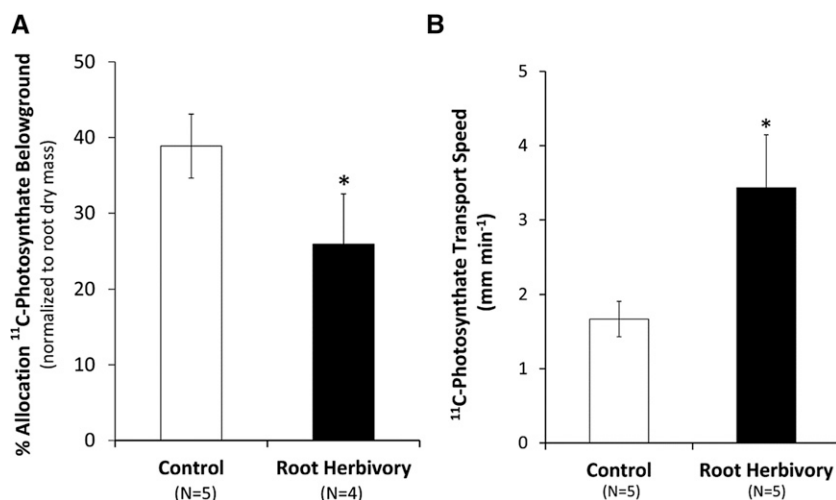 A
% Allocation ¹¹C-Photosynthate Belowground
(normalized to root dry mass)
50
40
30
20
10
0
*
Control
(N=5)
Root Herbivory
(N=4)
B
¹¹C-Photosynthate Transport Speed
(mm min⁻¹)
5
4
3
2
1
0
*
Control
(N=5)
Root Herbivory
(N=5)